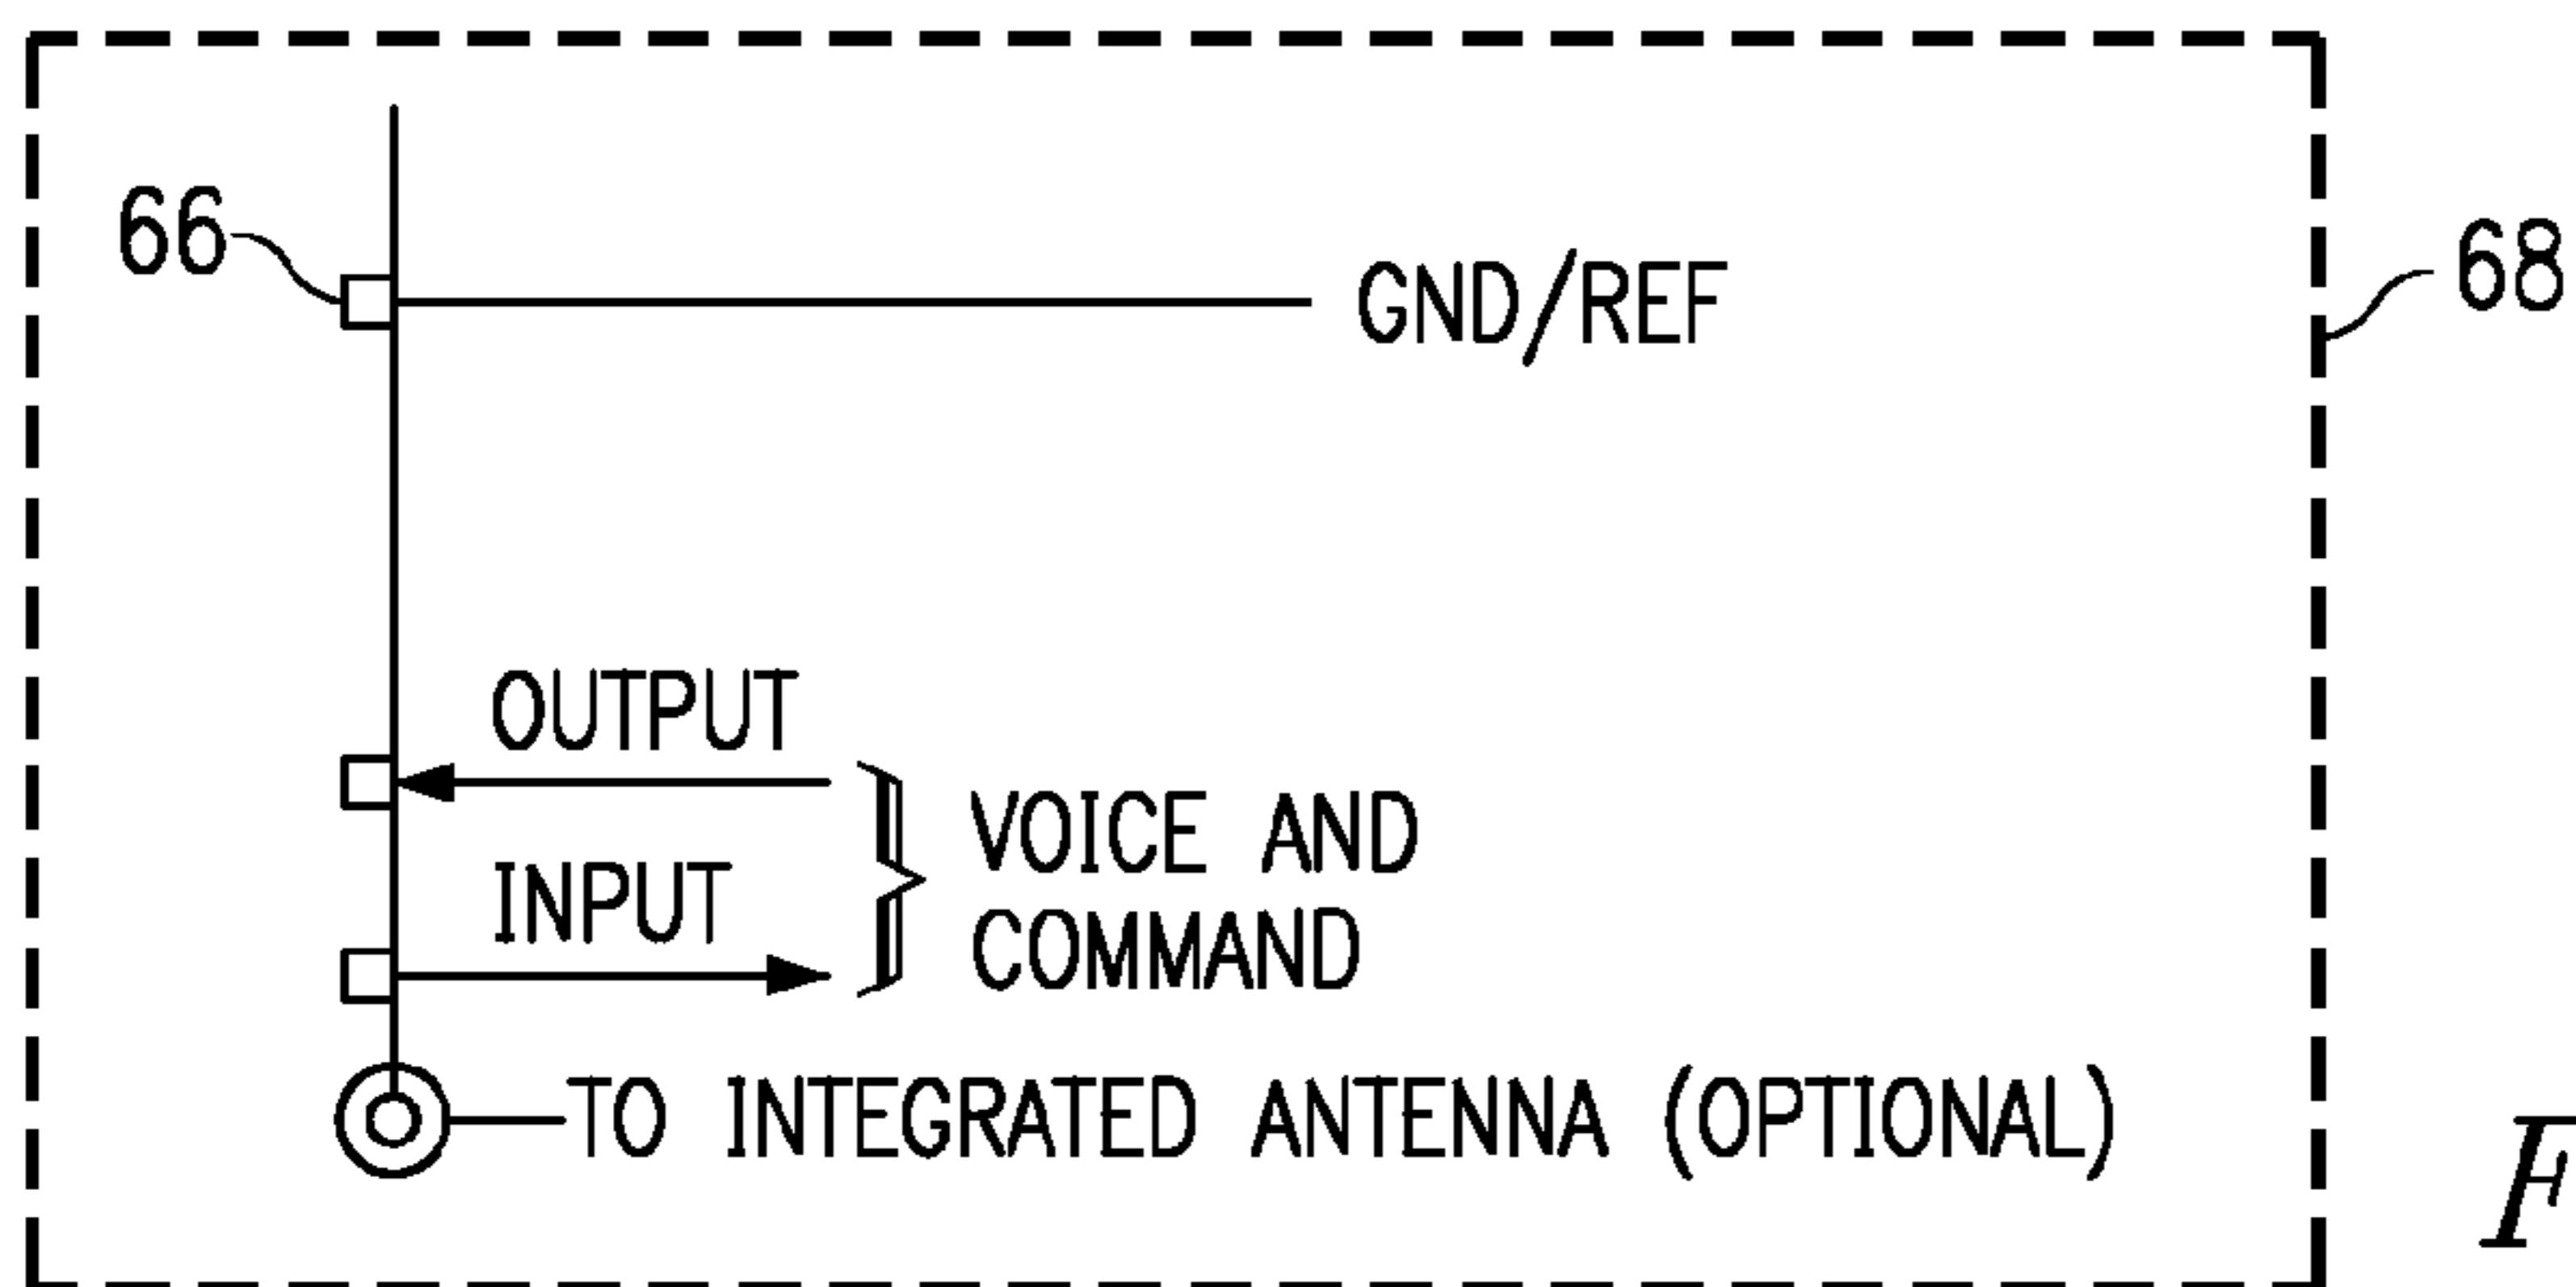 66
GND/REF
68
OUTPUT
INPUT
VOICE AND
COMMAND
TO INTEGRATED ANTENNA (OPTIONAL)
F